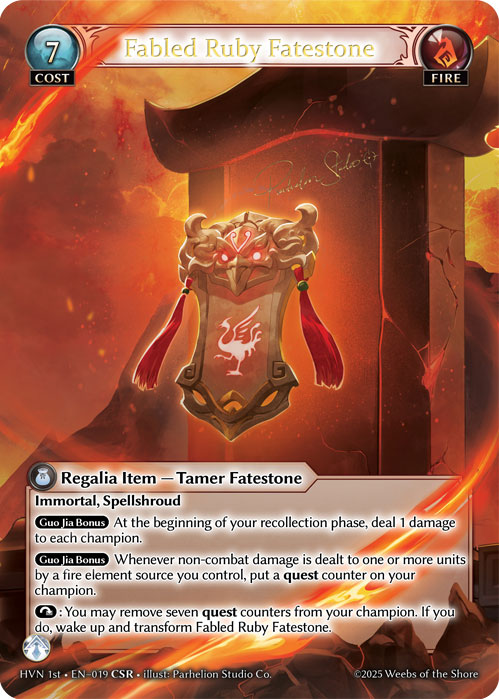 7
COST
Fabled Ruby Fatestone
FIRE
Regalia Item — Tamer Fatestone
Immortal, Spellshroud
Guo Jia Bonus At the beginning of your recollection phase, deal 1 damage
to each champion.
Guo Jia Bonus Whenever non-combat damage is dealt to one or more units
by a fire element source you control, put a quest counter on your
champion.
: You may remove seven quest counters from your champion. If you
do, wake up and transform Fabled Ruby Fatestone.
HVN 1st • EN-019 CSR • illust: Parhelion Studio Co.
©2025 Weebs of the Shore